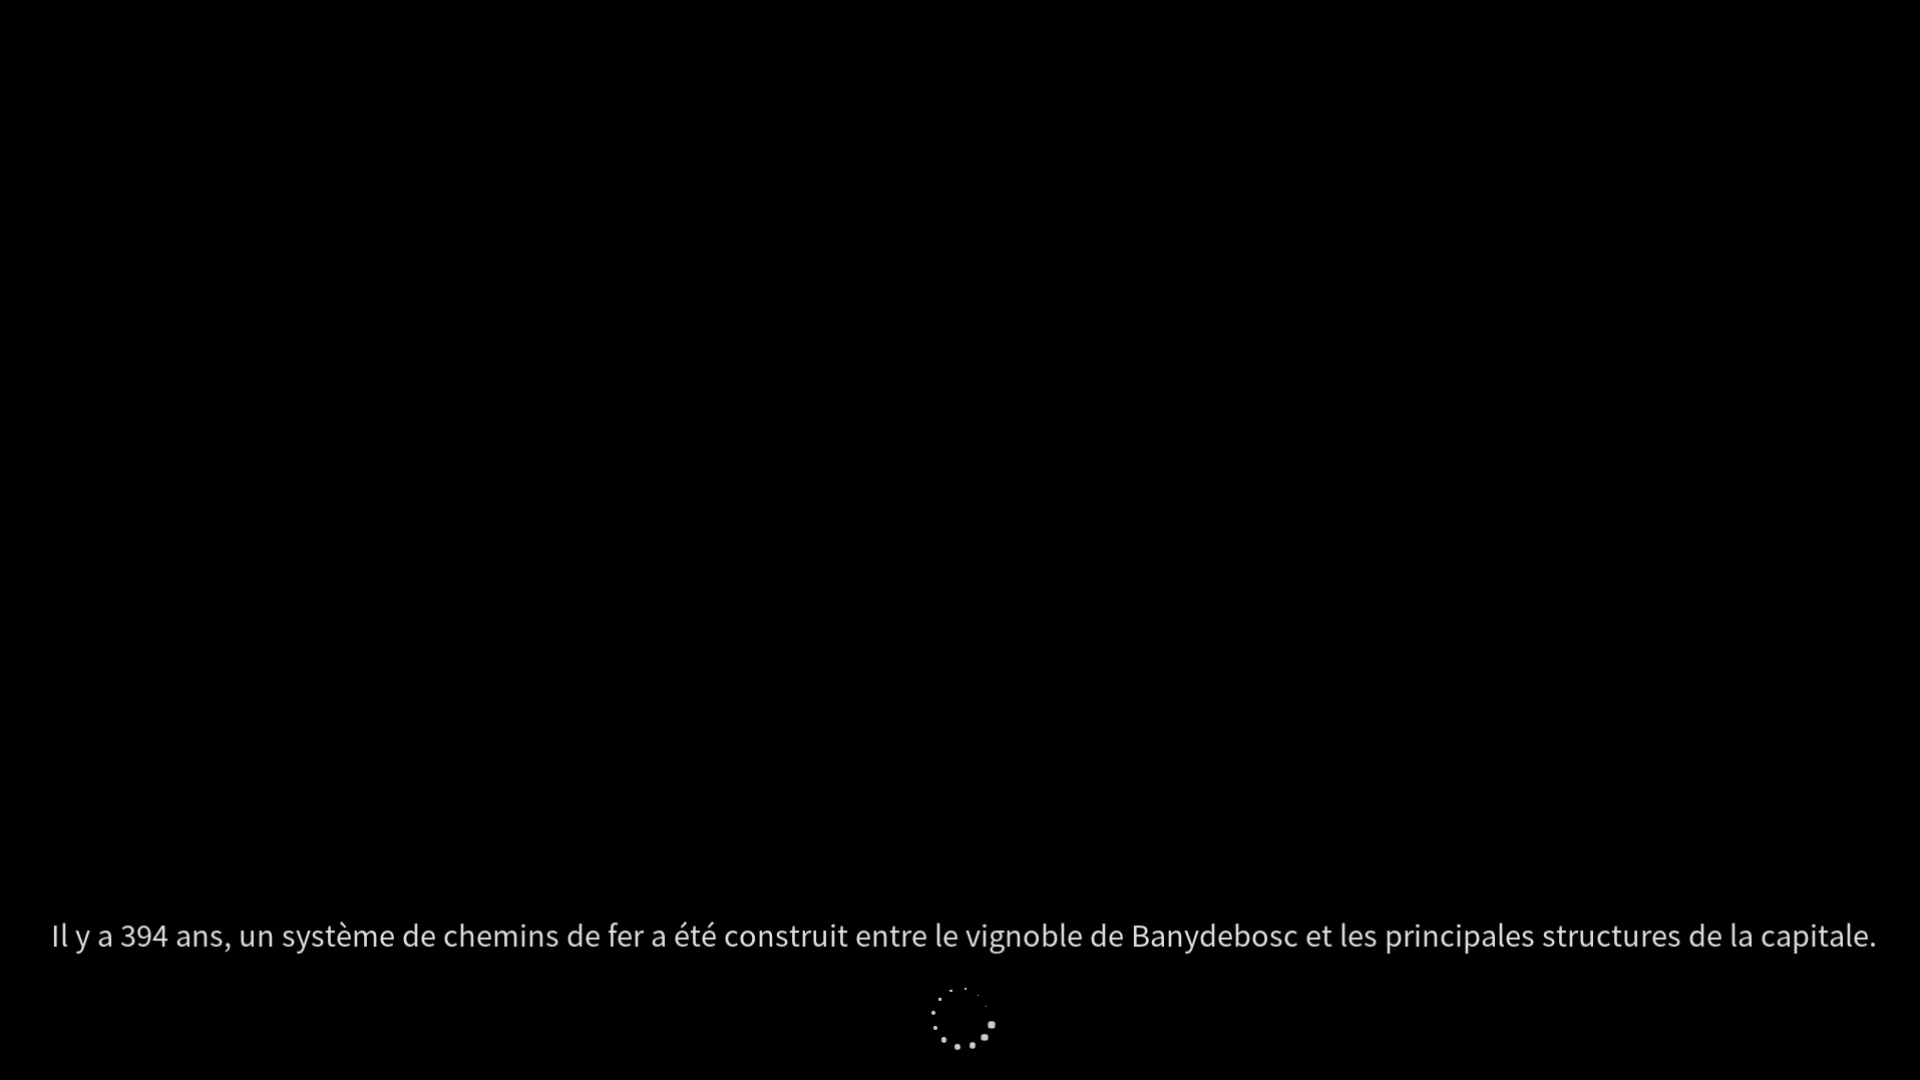 Il y a 394 ans, un système de chemins de fer a été construit entre le vignoble de Banydebosc et les principales structures de la capitale.